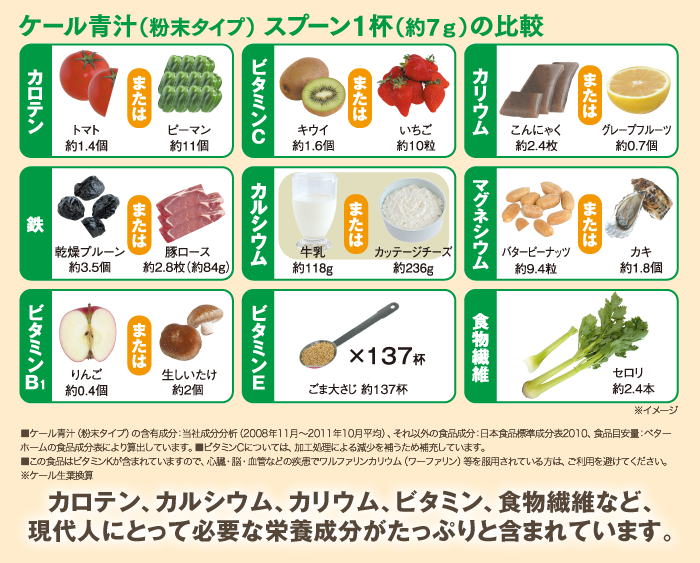 ケール青汁（粉末タイプ） スプーン1杯（約7g）の比較
カロテン
トマト
約1.4個
または
ピーマン
約11個
ビタミンC
キウイ
約1.6個
または
いちご
約10粒
カリウム
こんにゃく
約2.4枚
または
グレープフルーツ
約0.7個
鉄
乾燥プルーン
約3.5個
または
豚ロース
約2.8枚（約84g）
カルシウム
牛乳
約118g
または
カッテージチーズ
約236g
マグネシウム
バターピーナッツ
約9.4粒
または
カキ
約1.8個
ビタミンB1
りんご
約0.4個
または
生しいたけ
約2個
ビタミンE
×137杯
ごま大さじ 約137杯
食物繊維
セロリ
約2.4本
※イメージ
■ケール青汁（粉末タイプ）の含有成分：当社成分分析（2008年11月〜2011年10月平均）、それ以外の食品成分：日本食品標準成分表2010、食品目安量：ベター
ホームの食品成分表により算出しています。■ビタミンCについては、加工処理による減少を補うため補充しています。
■この食品はビタミンKが含まれていますので、心臓・脳・血管などの疾患でワルファリンカリウム（ワーファリン）等を服用されている方は、ご利用を避けてください。
※ケール生葉換算
カロテン、カルシウム、カリウム、ビタミン、食物繊維など、
現代人にとって必要な栄養成分がたっぷりと含まれています。